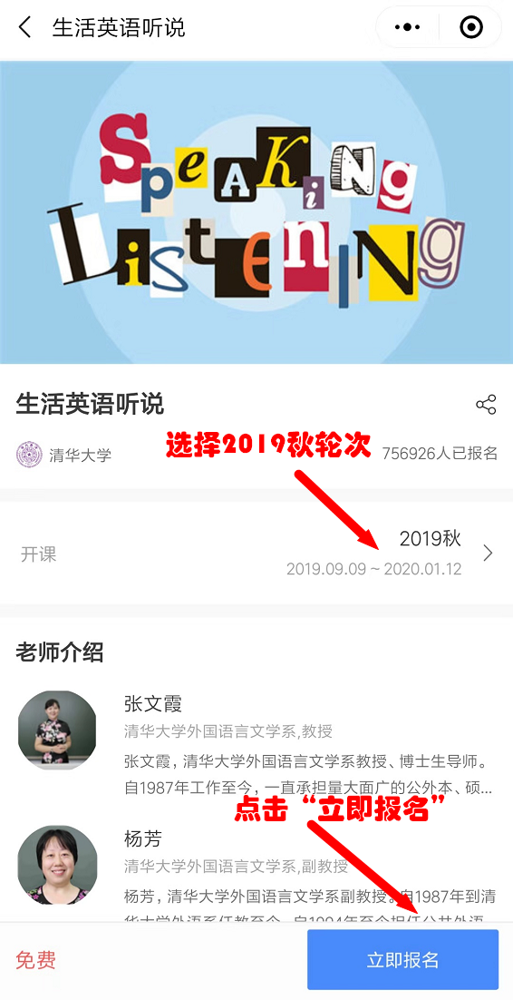 生活英语听说
SpeAKiNg
LiStENING
生活英语听说
清华大学
选择2019秋轮次
756926人已报名
开课
2019秋
2019.09.09 ~ 2020.01.12
老师介绍
张文霞
清华大学外国语言文学系,教授
张文霞，清华大学外国语言文学系教授、博士生导师。
自1987年工作至今，一直承担量大面广的公外本、硕...
点击“立即报名”
杨芳
清华大学外国语言文学系,副教授
杨芳，清华大学外国语言文学系副教授。自1987年到清
华大学外语系任教至今，自1994年至今担任公共外语
免费
立即报名